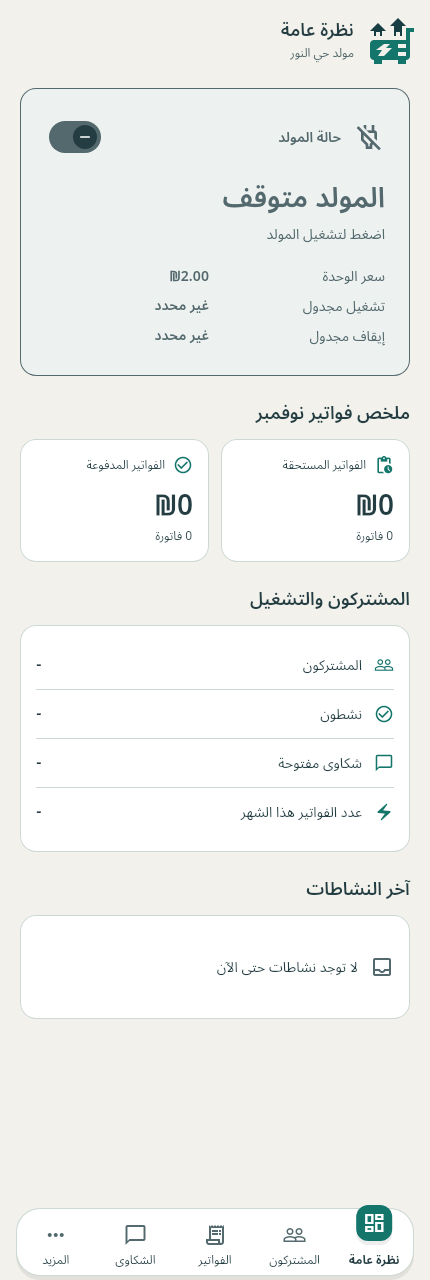 نظرة عامة
مولد حي النور
حالة المولد
المولد متوقف
اضغط لتشغيل المولد
سعر الوحدة ₪2.00
تشغيل مجدول غير محدد
إيقاف مجدول غير محدد
ملخص فواتير نوفمبر
الفواتير المستحقة
₪0
0 فاتورة
الفواتير المدفوعة
₪0
0 فاتورة
المشتركون والتشغيل
المشتركون -
نشطون -
شكاوى مفتوحة -
عدد الفواتير هذا الشهر -
آخر النشاطات
لا توجد نشاطات حتى الآن
نظرة عامة
المشتركون
الفواتير
الشكاوى
المزيد